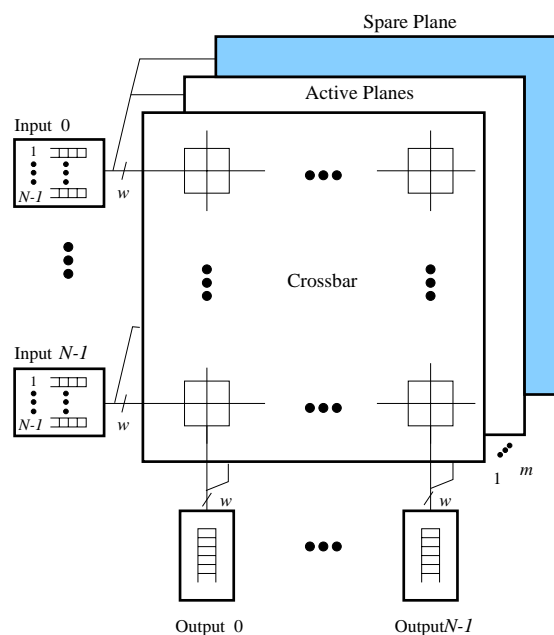 Spare Plane
Active Planes
Input 0
1
N-1
w
Crossbar
Input N-1
1
N-1
w
1 m
w w
Output 0 OutputN-1